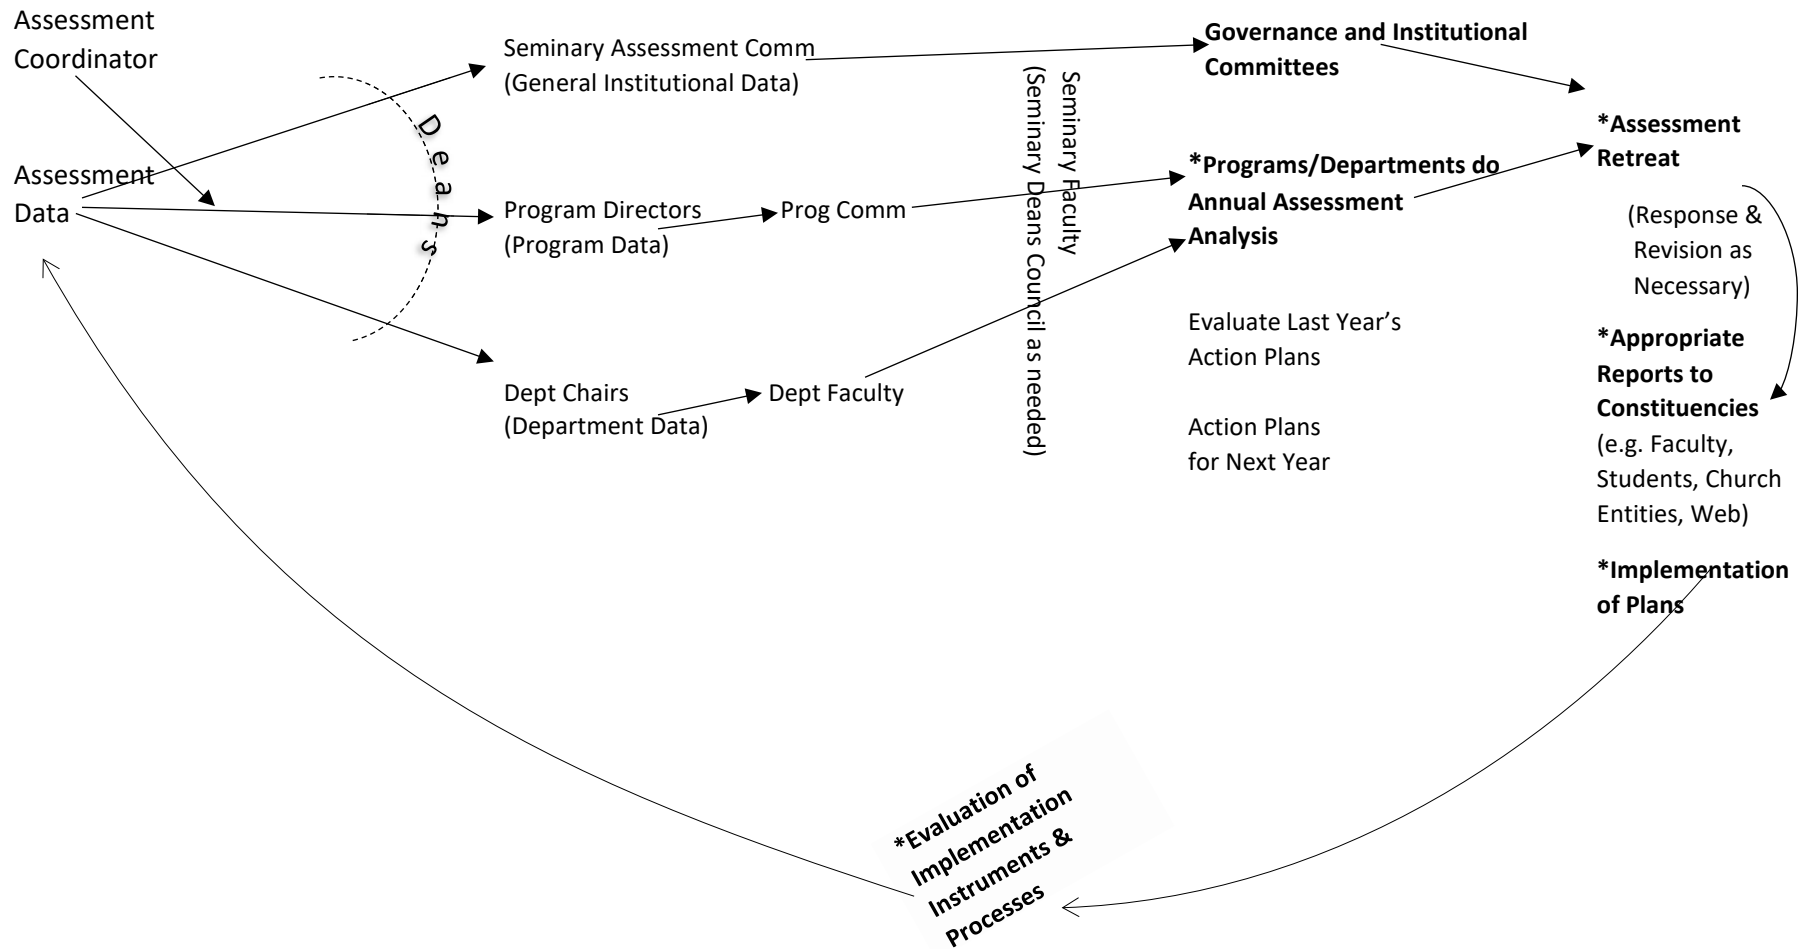 Assessment
Coordinator
Assessment
Data
Deans
Seminary Assessment Comm
(General Institutional Data)
Program Directors
(Program Data)
Prog Comm
Dept Chairs
(Department Data)
Dept Faculty
Seminary Faculty
(Seminary Deans Council as needed)
Governance and Institutional
Committees
*Programs/Departments do
Annual Assessment
Analysis
Evaluate Last Year’s
Action Plans
Action Plans
for Next Year
*Assessment
Retreat
(Response &
Revision as
Necessary)
*Appropriate
Reports to
Constituencies
(e.g. Faculty,
Students, Church
Entities, Web)
*Implementation
of Plans
*Evaluation of
Implementation
Instruments &
Processes